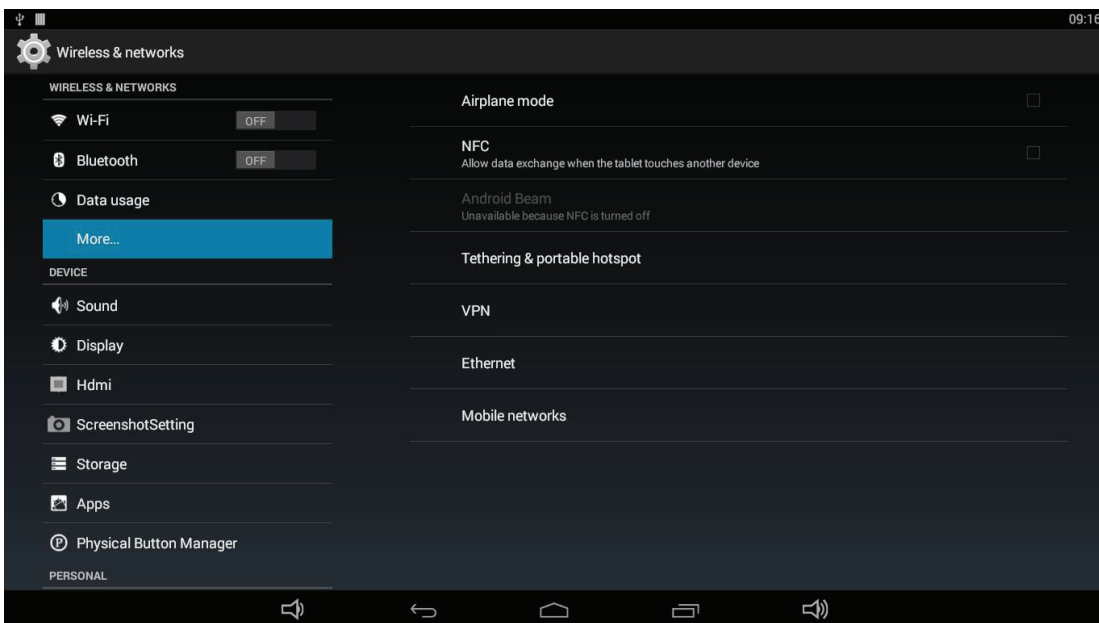 09:16
Wireless & networks
WIRELESS & NETWORKS
Wi-Fi OFF
Bluetooth OFF
Data usage
More...
DEVICE
Sound
Display
Hdmi
ScreenshotSetting
Storage
Apps
Physical Button Manager
PERSONAL
Airplane mode
NFC
Allow data exchange when the tablet touches another device
Android Beam
Unavailable because NFC is turned off
Tethering & portable hotspot
VPN
Ethernet
Mobile networks